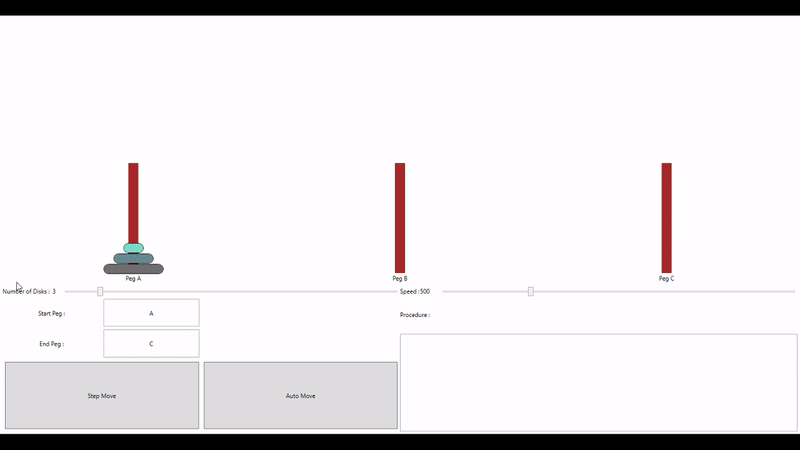 Peg A
Peg B
Peg C
Number of Disks : 3
Speed :500
Start Peg :
A
Procedure :
End Peg :
C
Step Move
Auto Move